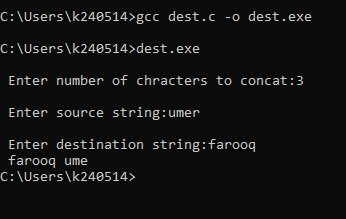 C:\Users\k240514>gcc dest.c -o dest.exe
C:\Users\k240514>dest.exe
Enter number of chracters to concat:3
Enter source string:umer
Enter destination string:farooq
farooq ume
C:\Users\k240514>